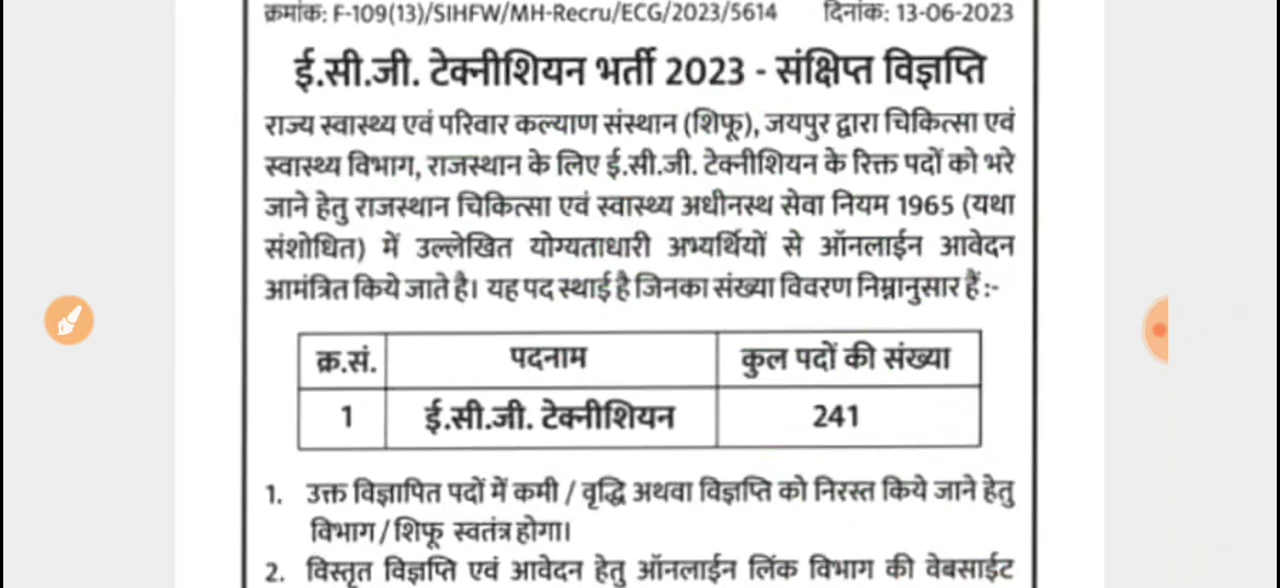 क्रमांक: F-109(13)/SIHFW/MH-Recru/ECG/2023/5614 दिनांक: 13-06-2023
ई.सी.जी. टेक्नीशियन भर्ती 2023 - संक्षिप्त विज्ञप्ति
राज्य स्वास्थ्य एवं परिवार कल्याण संस्थान (शिफू), जयपुर द्वारा चिकित्सा एवं
स्वास्थ्य विभाग, राजस्थान के लिए ई.सी.जी. टेक्नीशियन के रिक्त पदों को भरे
जाने हेतु राजस्थान चिकित्सा एवं स्वास्थ्य अधीनस्थ सेवा नियम 1965 (यथा
संशोधित) में उल्लेखित योग्यताधारी अभ्यर्थियों से ऑनलाईन आवेदन
आमंत्रित किये जाते है। यह पद स्थाई है जिनका संख्या विवरण निम्नानुसार हैं :-
क्र.सं. पदनाम कुल पदों की संख्या
1 ई.सी.जी. टेक्नीशियन 241
1. उक्त विज्ञापित पदों में कमी / वृद्धि अथवा विज्ञप्ति को निरस्त किये जाने हेतु
विभाग / शिफू स्वतंत्र होगा।
2. विस्तृत विज्ञप्ति एवं आवेदन हेतु ऑनलाईन लिंक विभाग की वेबसाईट